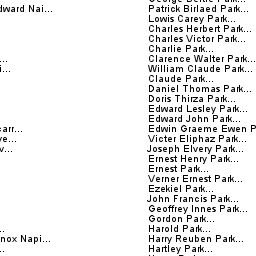 dward Nai...
Patrick Birlaed Park...
Lowis Carey Park...
Charles Herbert Park...
Charles Victor Park...
Charlie Park...
Clarence Walter Park...
William Claude Park...
Claude Park...
Daniel Thomas Park...
Doris Thirza Park...
Edward Lesley Park...
Edward John Park...
arr...
Edwin Graeme Ewen P
ve...
Victer Eliphaz Park...
v...
Joseph Elvery Park...
Ernest Henry Park...
Ernest Park...
Verner Ernest Park...
Ezekiel Park...
John Francis Park...
Geoffrey Innes Park...
Gordon Park...
Harold Park...
nox Napi...
Harry Reuben Park...
Hartley Park...